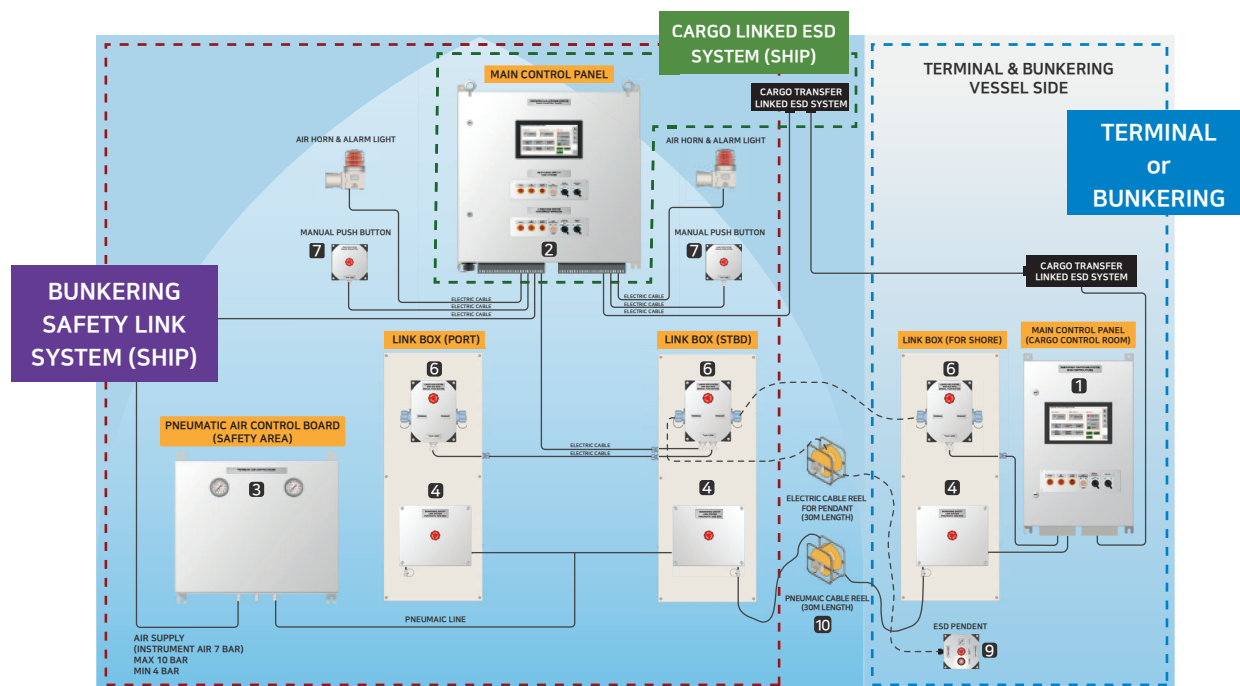 CARGO LINKED ESD
SYSTEM (SHIP)
MAIN CONTROL PANEL
CARGO TRANSFER
LINKED ESD SYSTEM
TERMINAL & BUNKERING
VESSEL SIDE
TERMINAL
or
BUNKERING
AIR HORN & ALARM LIGHT
AIR HORN & ALARM LIGHT
MANUAL PUSH BUTTON
7
2
MANUAL PUSH BUTTON
7
CARGO TRANSFER
LINKED ESD SYSTEM
BUNKERING
SAFETY LINK
SYSTEM (SHIP)
ELECTRIC CABLE
ELECTRIC CABLE
ELECTRIC CABLE
ELECTRIC CABLE
ELECTRIC CABLE
ELECTRIC CABLE
LINK BOX (PORT)
LINK BOX (STBD)
LINK BOX (FOR SHORE)
MAIN CONTROL PANEL
(CARGO CONTROL ROOM)
6
6
6
1
PNEUMATIC AIR CONTROL BOARD
(SAFETY AREA)
ELECTRIC CABLE
ELECTRIC CABLE
3
4
4
4
ELECTRIC CABLE REEL
FOR PENDANT
(30M LENGTH)
PNEUMAIC CABLE REEL
(30M LENGTH)
10
PNEUMAIC LINE
ESD PENDENT
9
AIR SUPPLY
(INSTRUMENT AIR 7 BAR)
MAX 10 BAR
MIN 4 BAR